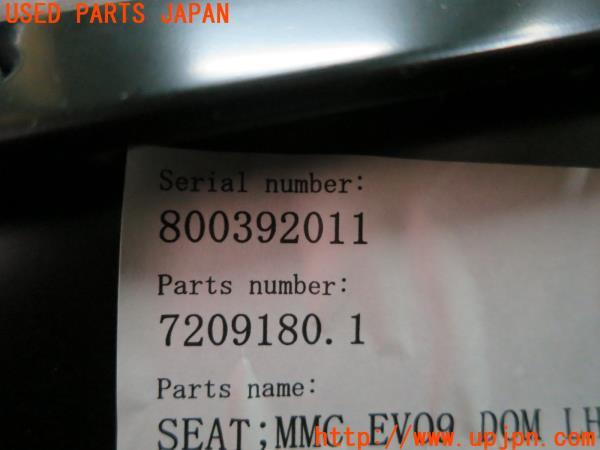 USED PARTS JAPAN
Serial number:
800392011
Parts number:
7209180.1
Parts name:
SEAT;MMC EVO9 DOM LH
http://www.upjpn.com